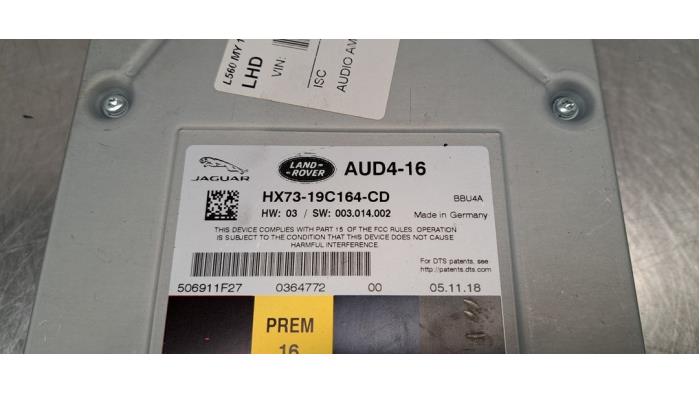 L560 MY 1
LHD
VIN:
ISC
AUDIO AM
JAGUAR
LAND-
ROVER
AUD4-16
HX73-19C164-CD
BBU4A
HW: 03 / SW: 003.014.002
Made in Germany
THIS DEVICE COMPLIES WITH PART 15 OF THE FCC RULES. OPERATION
IS SUBJECT TO THE CONDITION THAT THIS DEVICE DOES NOT CAUSE
HARMFUL INTERFERENCE.
For DTS patents, see
http://patents.dts.com
506911F27 0364772 00 05.11.18
PREM
16